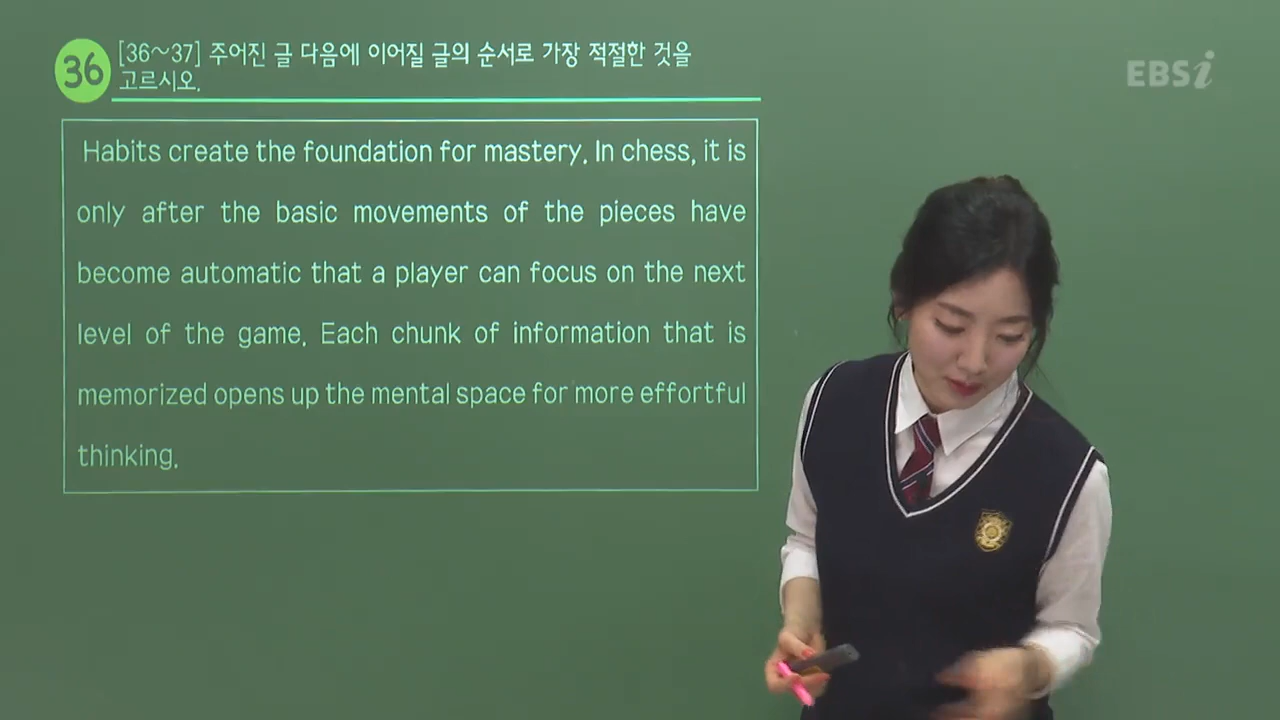 36
[36~37] 주어진 글 다음에 이어질 글의 순서로 가장 적절한 것을
고르시오.
EBSi
Habits create the foundation for mastery. In chess, it is
only after the basic movements of the pieces have
become automatic that a player can focus on the next
level of the game. Each chunk of information that is
memorized opens up the mental space for more effortful
thinking.